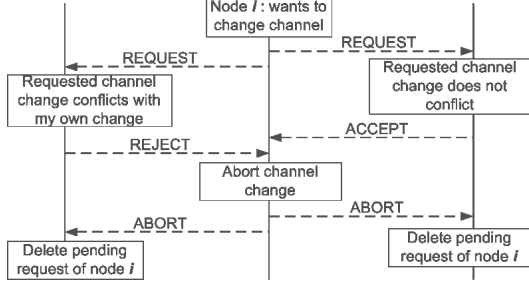 Node i : wants to
change channel
REQUEST
REQUEST
Requested channel
change conflicts with
my own change
Requested channel
change does not
conflict
ACCEPT
REJECT
Abort channel
change
ABORT
ABORT
Delete pending
request of node i
Delete pending
request of node i